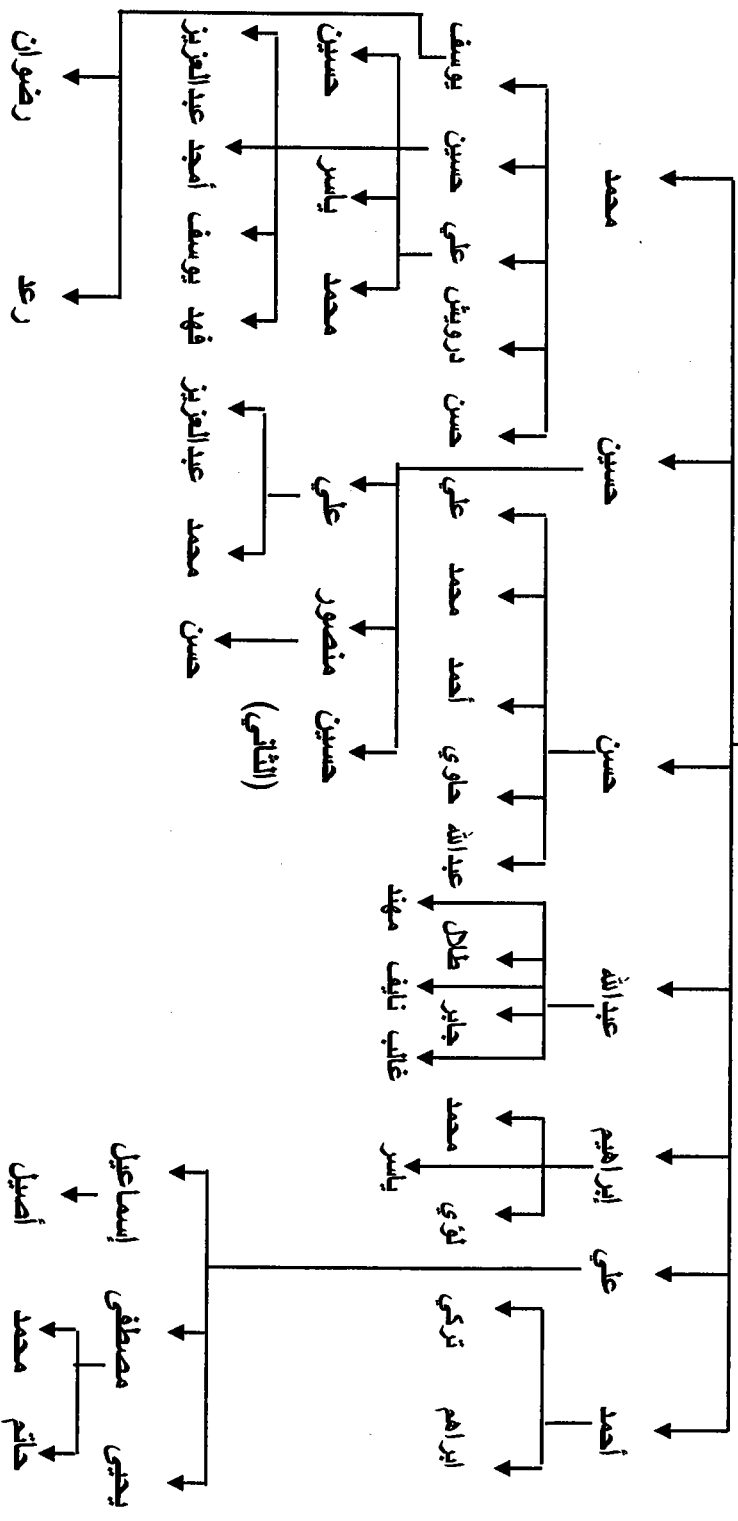 أحمد علي إبراهيم عبدالله حسن حسين محمد
ابراهم تركي لؤي محمد جابر طلال عبدالله حاوي أحمد محمد علي حسن درويش علي حسين يوسف
ياسر غالب نايف مهند
حسين منصور علي محمد ياسر حسين
(الثاني)
حسن محمد عبدالعزيز فهد يوسف أمجد عبدالعزيز
يحيى مصطفى إسماعيل
حاتم محمد أصيل رعد رضوان